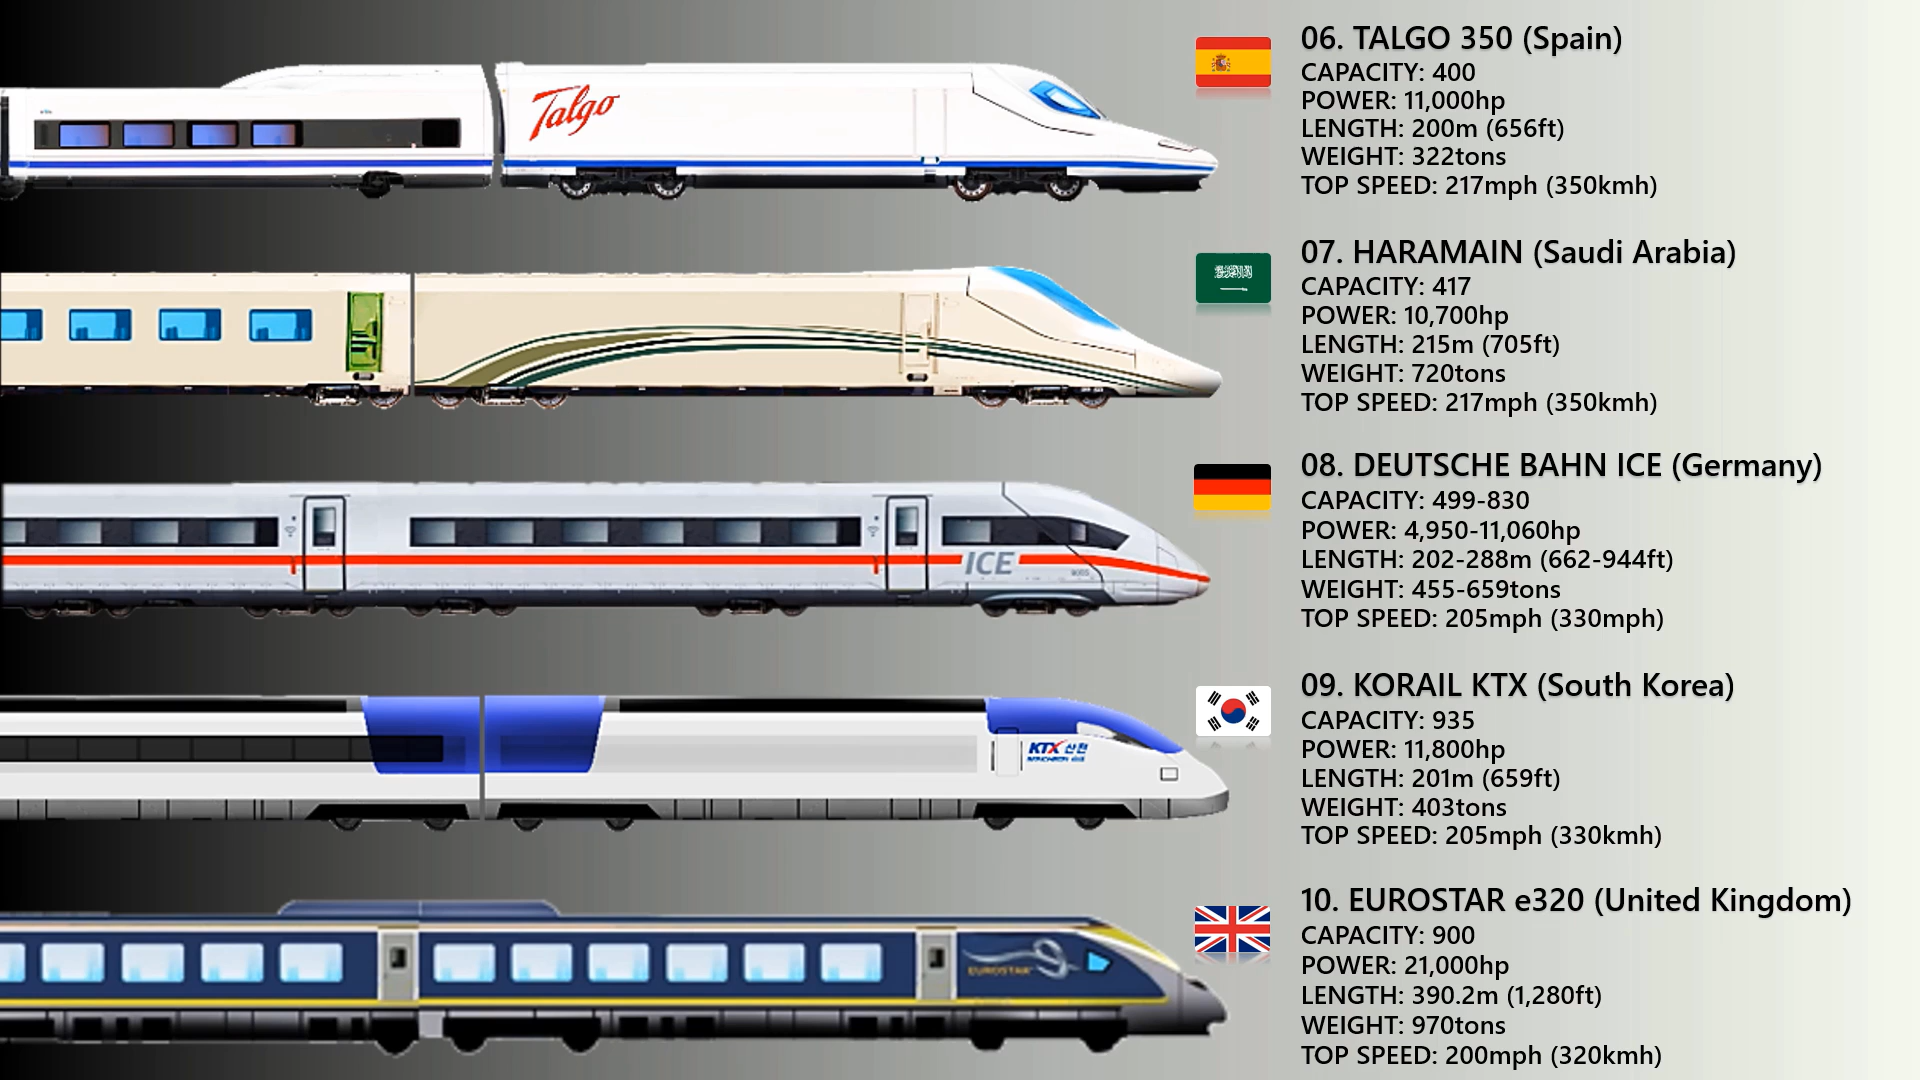 Talgo
06. TALGO 350 (Spain)
CAPACITY: 400
POWER: 11,000hp
LENGTH: 200m (656ft)
WEIGHT: 322tons
TOP SPEED: 217mph (350kmh)
07. HARAMAIN (Saudi Arabia)
CAPACITY: 417
POWER: 10,700hp
LENGTH: 215m (705ft)
WEIGHT: 720tons
TOP SPEED: 217mph (350kmh)
ICE
08. DEUTSCHE BAHN ICE (Germany)
CAPACITY: 499-830
POWER: 4,950-11,060hp
LENGTH: 202-288m (662-944ft)
WEIGHT: 455-659tons
TOP SPEED: 205mph (330mph)
KTX 산천
09. KORAIL KTX (South Korea)
CAPACITY: 935
POWER: 11,800hp
LENGTH: 201m (659ft)
WEIGHT: 403tons
TOP SPEED: 205mph (330kmh)
EUROSTAR
10. EUROSTAR e320 (United Kingdom)
CAPACITY: 900
POWER: 21,000hp
LENGTH: 390.2m (1,280ft)
WEIGHT: 970tons
TOP SPEED: 200mph (320kmh)